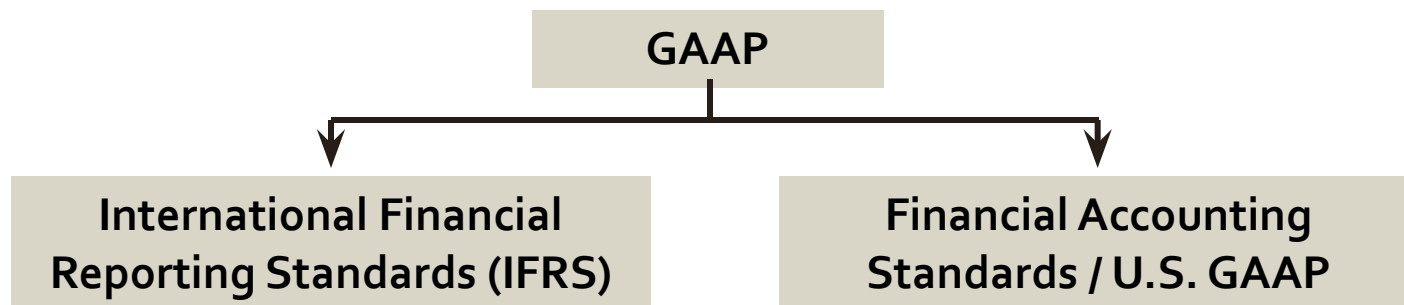 GAAP
International Financial
Reporting Standards (IFRS)
Financial Accounting
Standards / U.S. GAAP